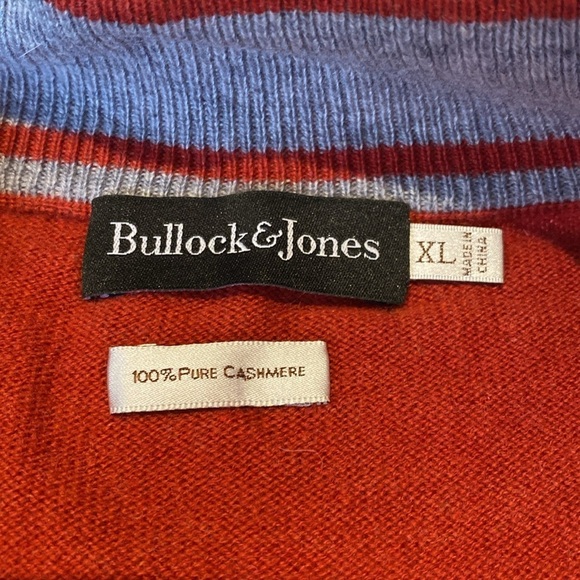 Bullock&Jones
XL
MADE IN
CHINA
100% PURE CASHMERE